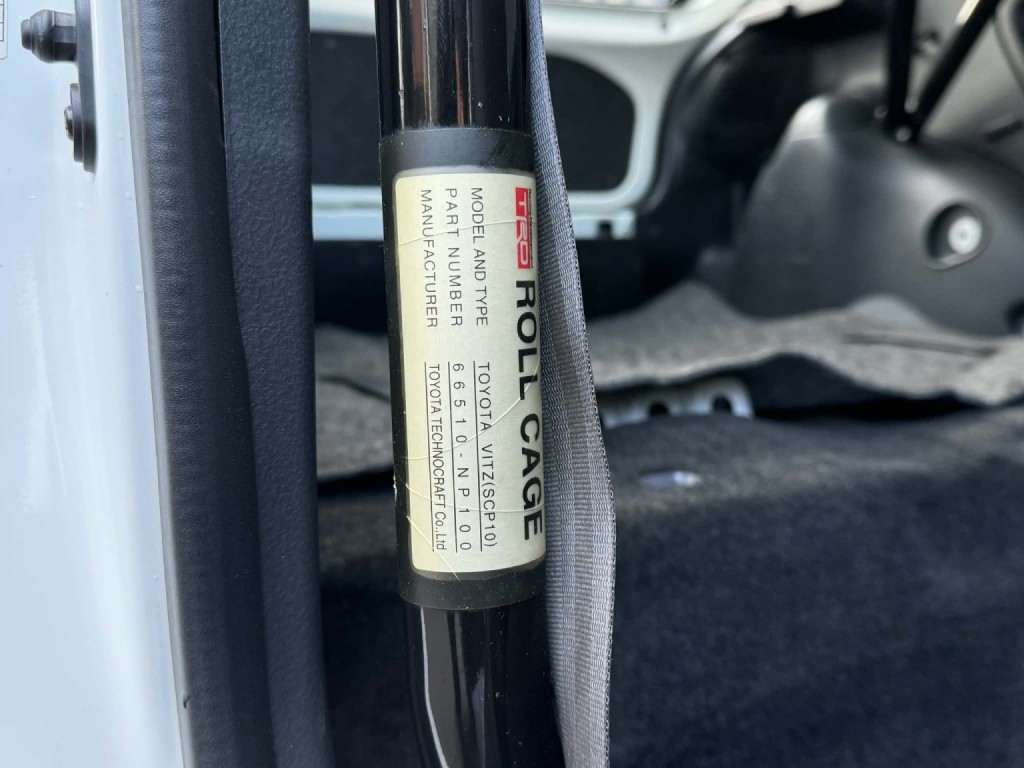 TRD ROLL CAGE
MODEL AND TYPE TOYOTA VITZ(SCP10)
PART NUMBER 66510-NP100
MANUFACTURER TOYOTA TECHNOCRAFT Co.,Ltd